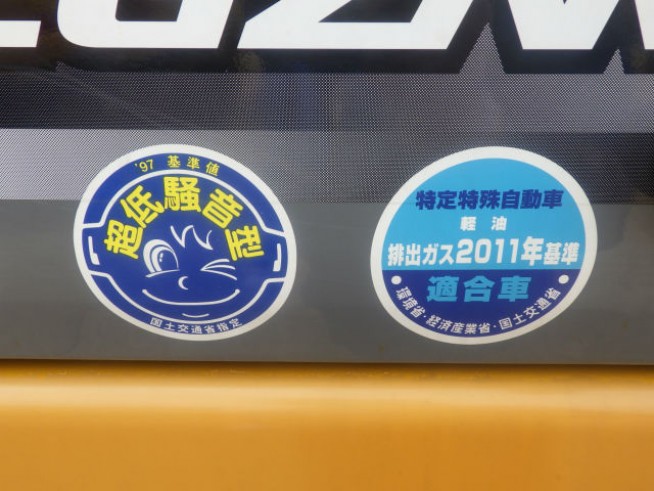 '97 基準値
超低騒音型
国土交通省指定
特定特殊自動車
軽油
排出ガス2011年基準
適合車
環境省・経済産業省・国土交通省